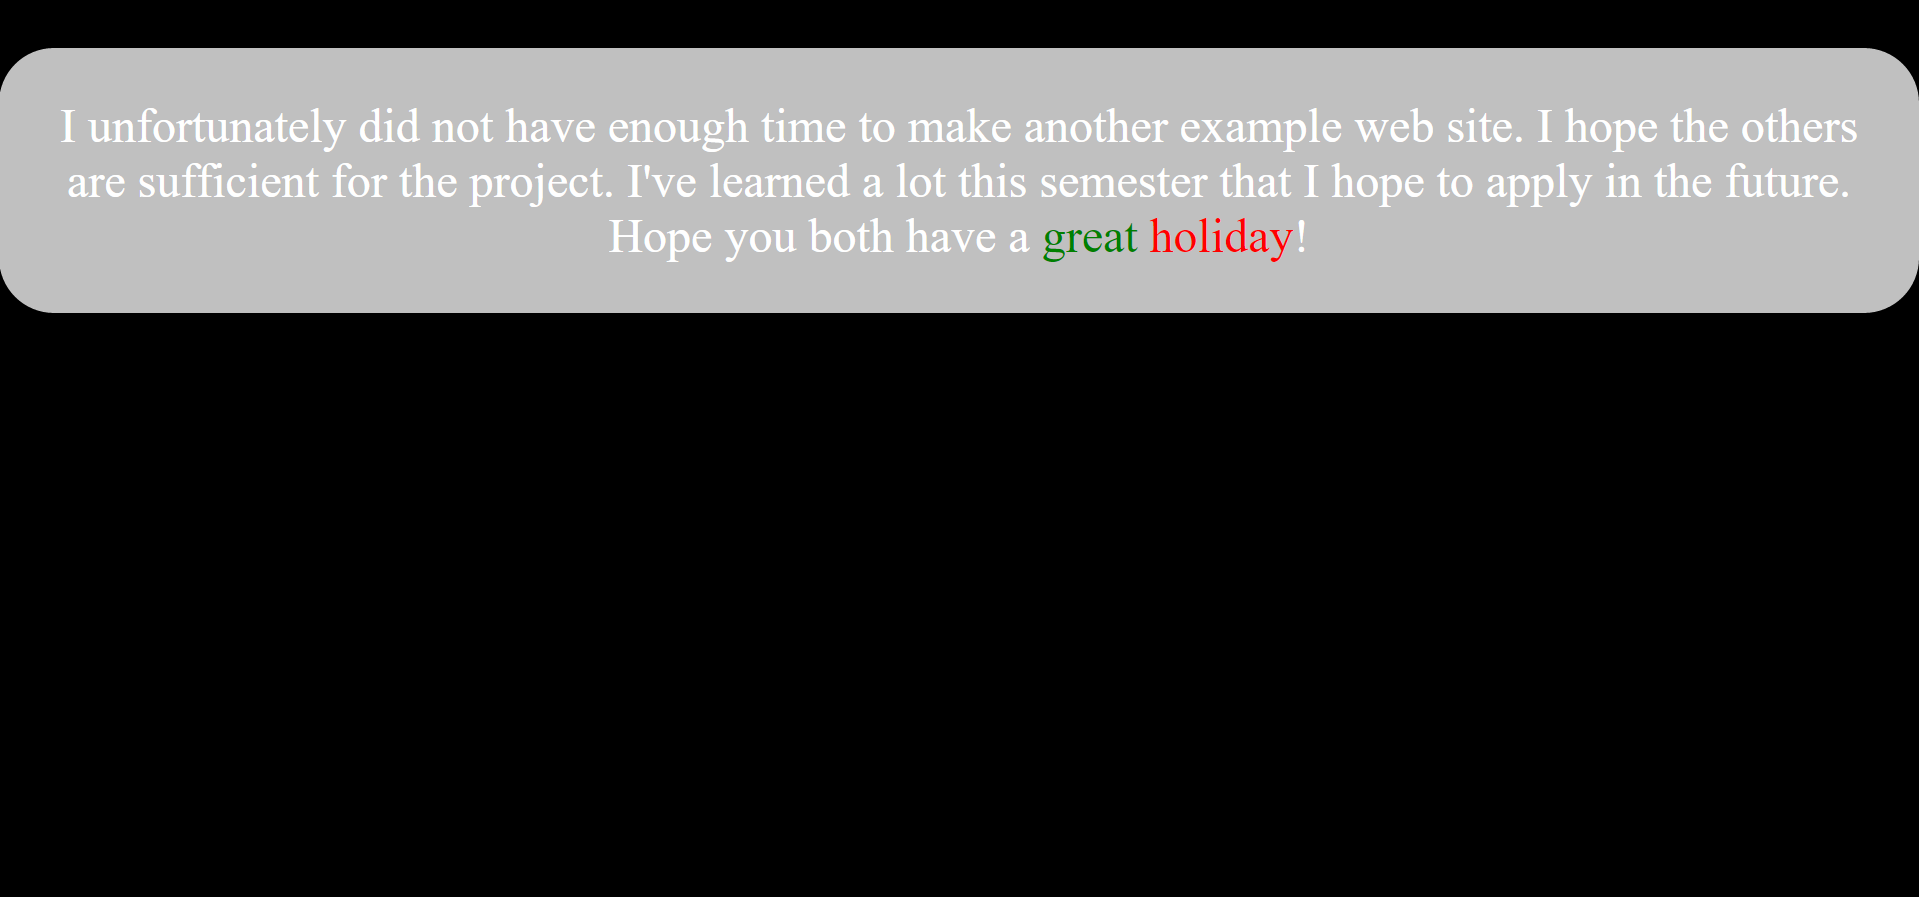 I unfortunately did not have enough time to make another example web site. I hope the others
are sufficient for the project. I've learned a lot this semester that I hope to apply in the future.
Hope you both have a great holiday!